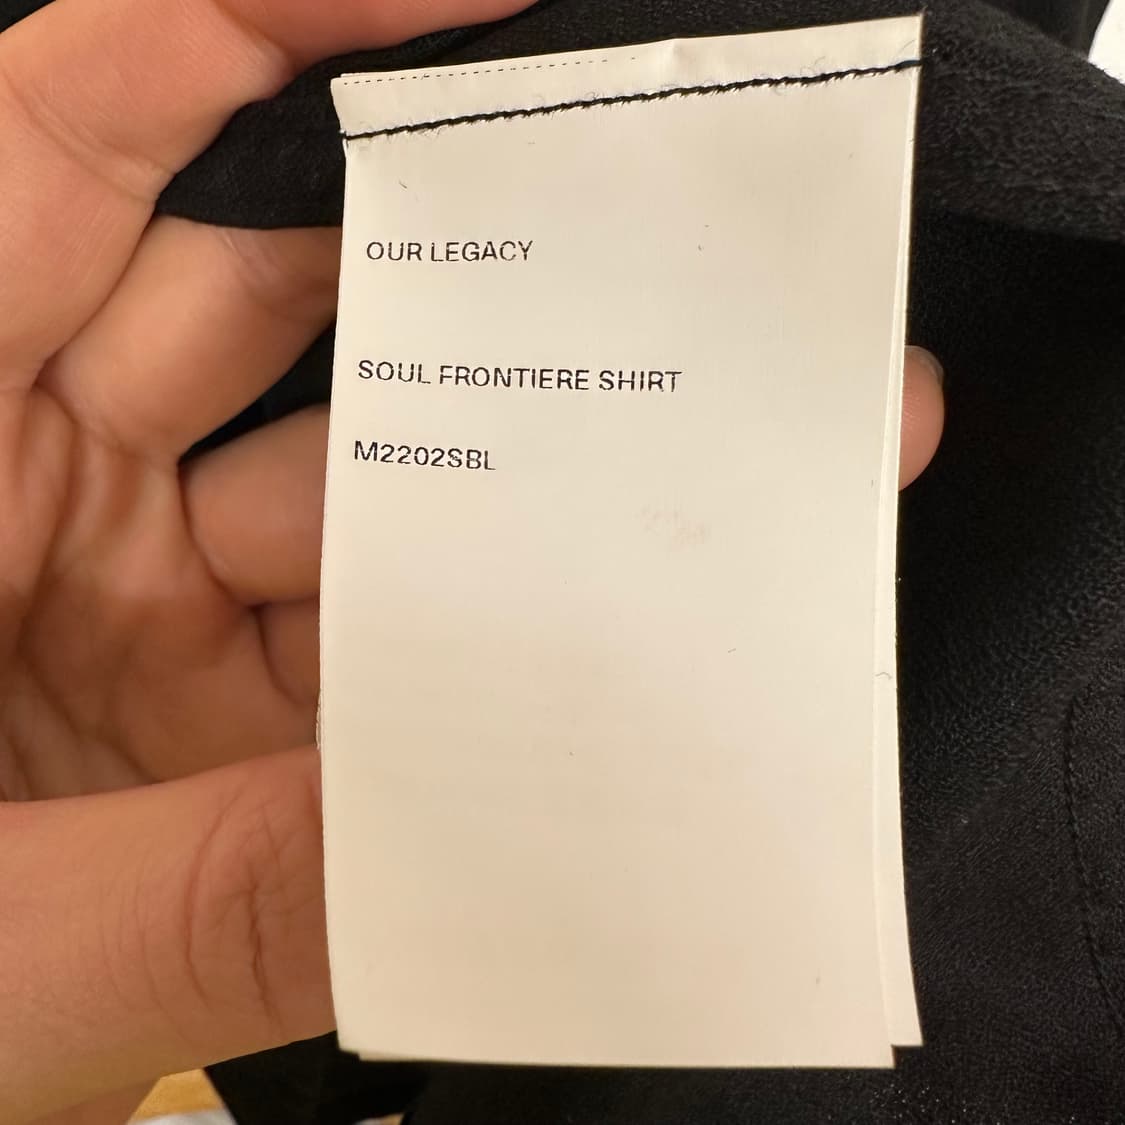 OUR LEGACY
SOUL FRONTIERE SHIRT
M2202SBL